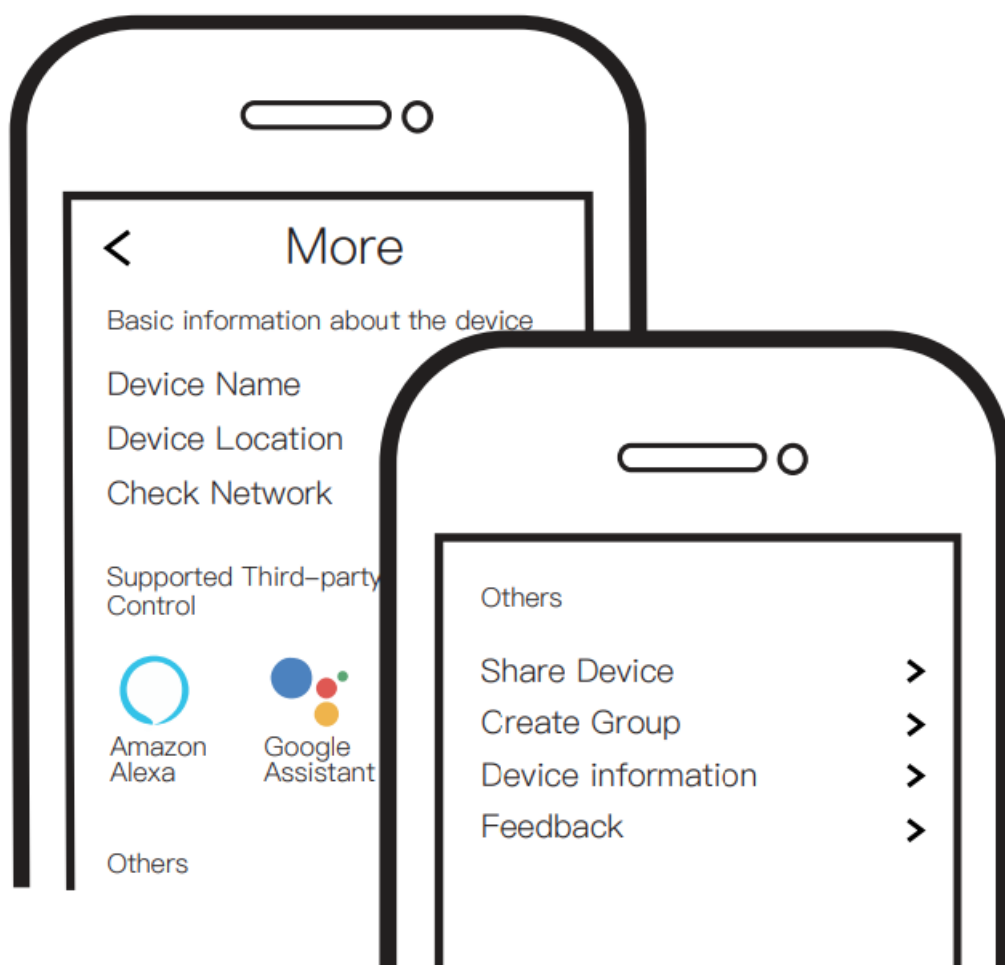 More
Basic information about the device
Device Name
Device Location
Check Network
Supported Third-party
Control
Amazon
Alexa
Google
Assistant
Others
Others
Share Device
Create Group
Device information
Feedback